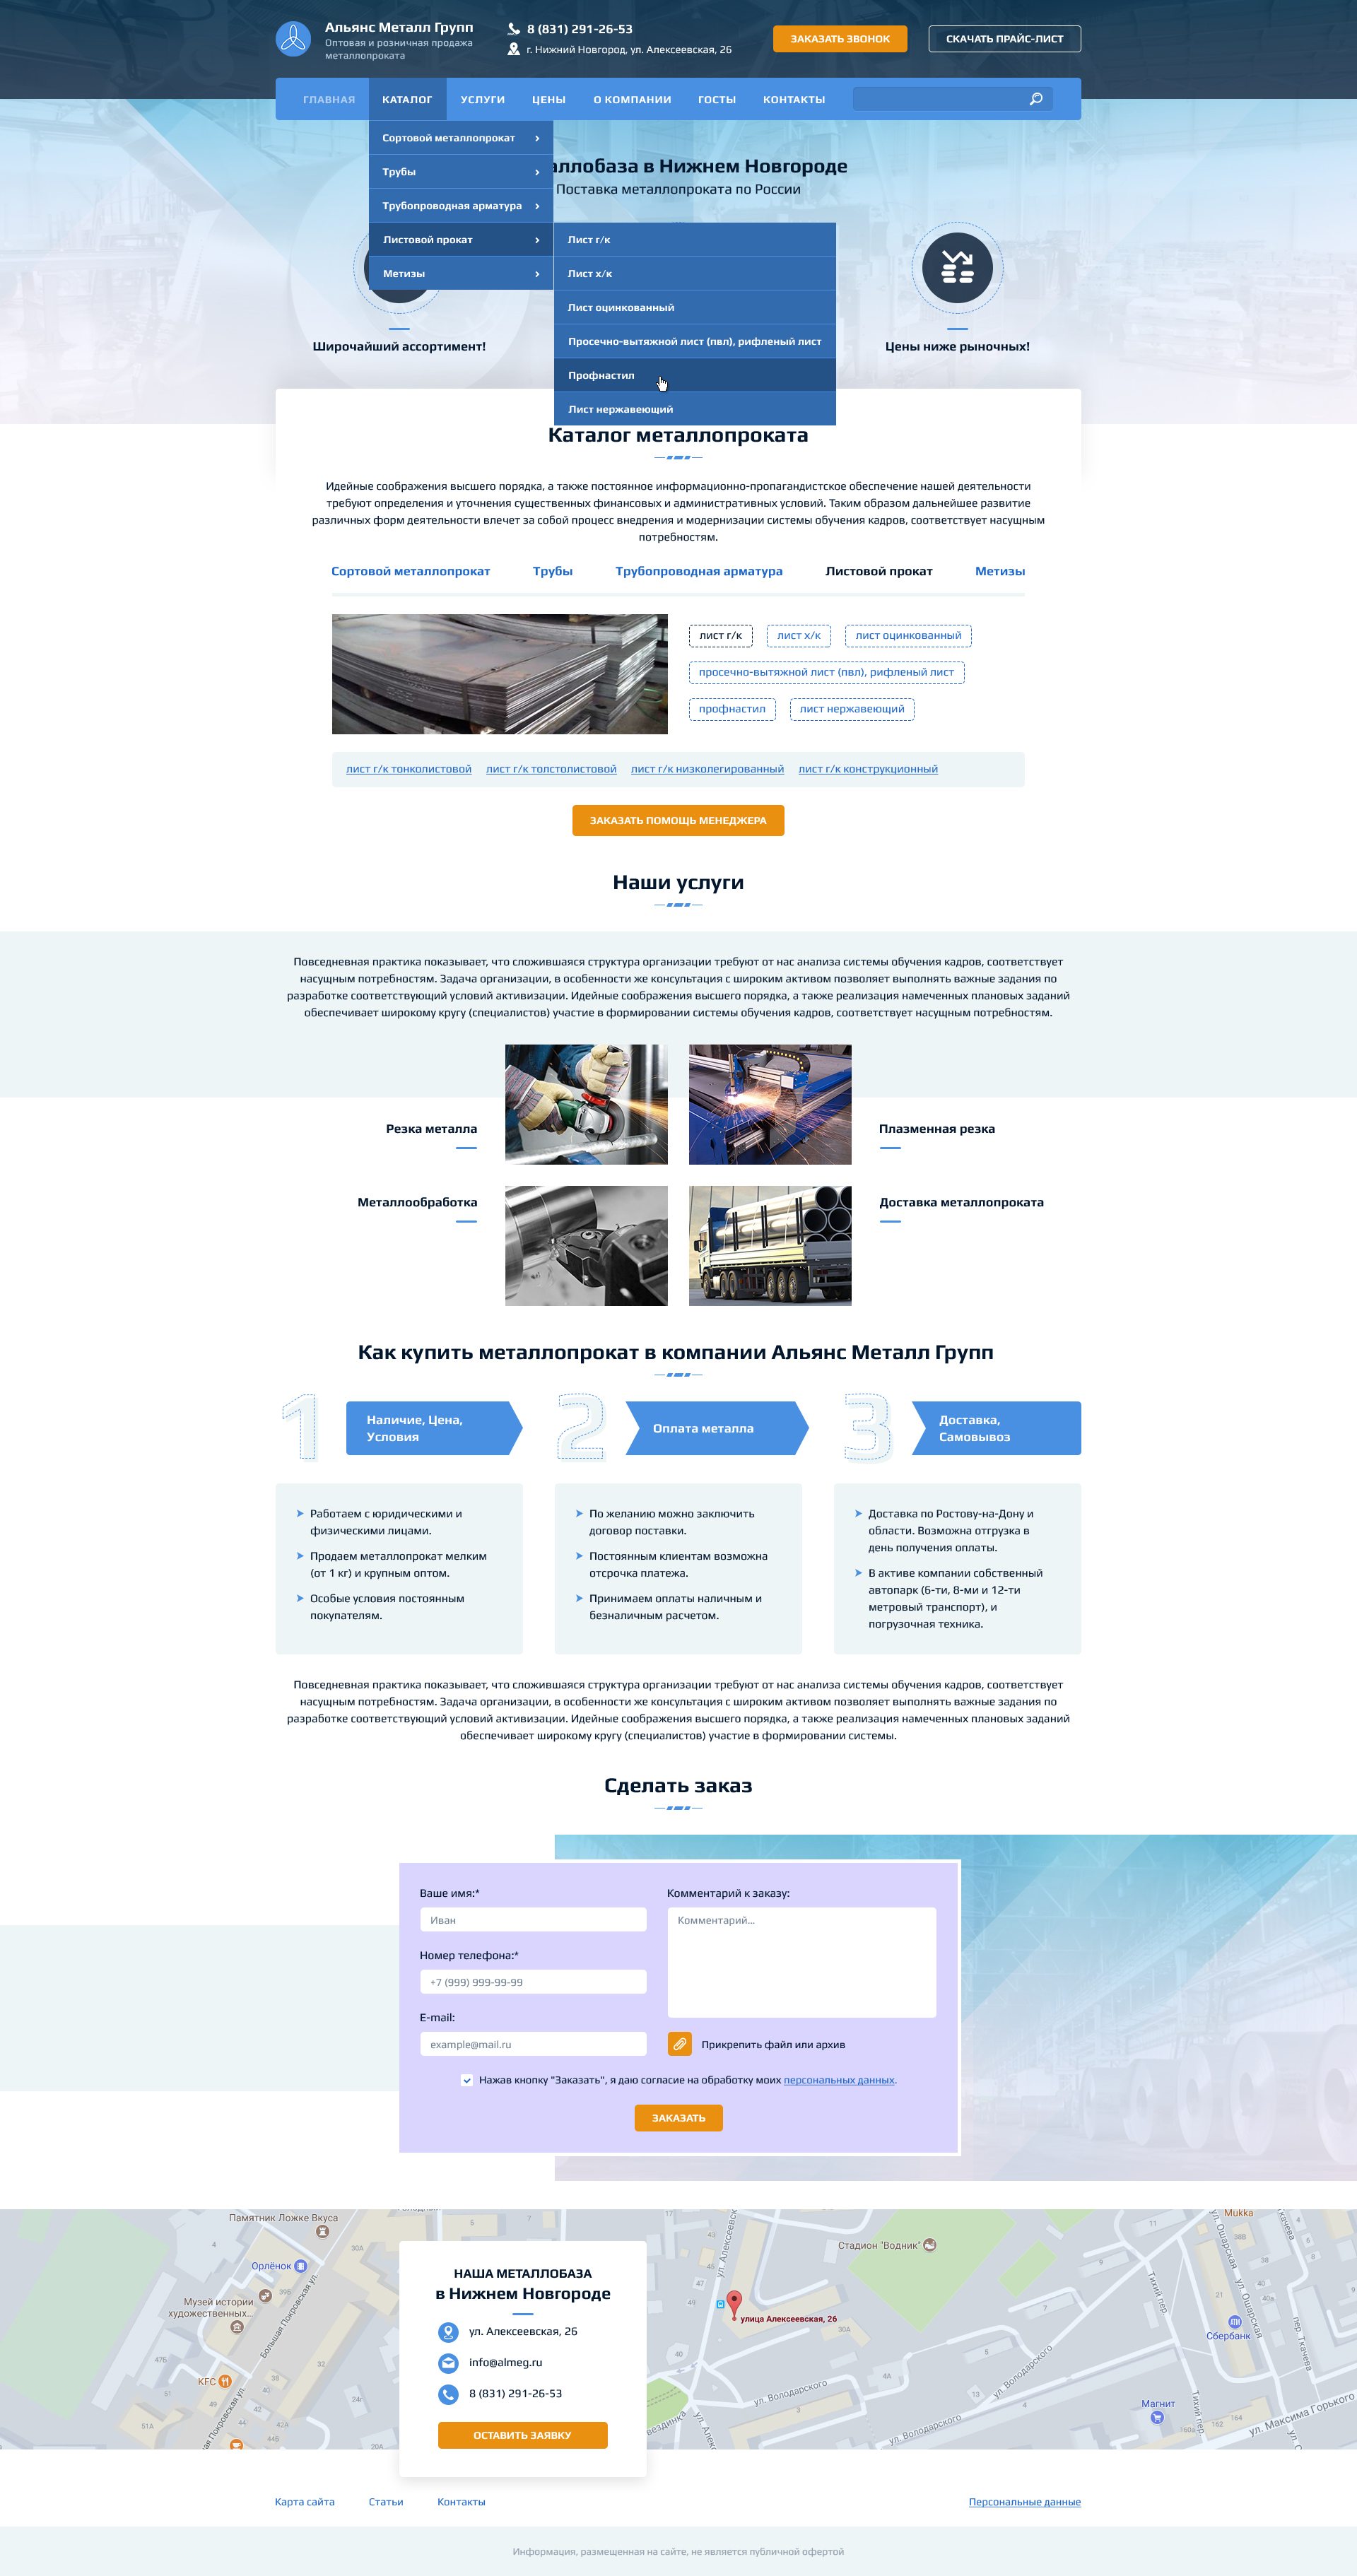 Альянс Металл Групп
Оптовая и розничная продажа
металлопроката
8 (831) 291-26-53
г. Нижний Новгород, ул. Алексеевская, 26
ЗАКАЗАТЬ ЗВОНОК
СКАЧАТЬ ПРАЙС-ЛИСТ
ГЛАВНАЯ
КАТАЛОГ
УСЛУГИ
ЦЕНЫ
О КОМПАНИИ
ГОСТЫ
КОНТАКТЫ
Сортовой металлопрокат
Трубы
Трубопроводная арматура
Листовой прокат
Метизы
аллобаза в Нижнем Новгороде
Поставка металлопроката по России
Лист г/к
Лист х/к
Лист оцинкованный
Просечно-вытяжной лист (пвл), рифленый лист
Профнастил
Лист нержавеющий
Широчайший ассортимент!
Цены ниже рыночных!
Каталог металлопроката
Идейные соображения высшего порядка, а также постоянное информационно-пропагандистское обеспечение нашей деятельности
требуют определения и уточнения существенных финансовых и административных условий. Таким образом дальнейшее развитие
различных форм деятельности влечет за собой процесс внедрения и модернизации системы обучения кадров, соответствует насущным
потребностям.
Сортовой металлопрокат
Трубы
Трубопроводная арматура
Листовой прокат
Метизы
лист г/к
лист х/к
лист оцинкованный
просечно-вытяжной лист (пвл), рифленый лист
профнастил
лист нержавеющий
лист г/к тонколистовой
лист г/к толстолистовой
лист г/к низколегированный
лист г/к конструкционный
ЗАКАЗАТЬ ПОМОЩЬ МЕНЕДЖЕРА
Наши услуги
Повседневная практика показывает, что сложившаяся структура организации требуют от нас анализа системы обучения кадров, соответствует
насущным потребностям. Задача организации, в особенности же консультация с широким активом позволяет выполнять важные задания по
разработке соответствующий условий активизации. Идейные соображения высшего порядка, а также реализация намеченных плановых заданий
обеспечивает широкому кругу (специалистов) участие в формировании системы обучения кадров, соответствует насущным потребностям.
Резка металла
Плазменная резка
Металлообработка
Доставка металлопроката
Как купить металлопрокат в компании Альянс Металл Групп
1
Наличие, Цена,
Условия
2
Оплата металла
3
Доставка,
Самовывоз
Работаем с юридическими и
физическими лицами.
Продаем металлопрокат мелким
(от 1 кг) и крупным оптом.
Особые условия постоянным
покупателям.
По желанию можно заключить
договор поставки.
Постоянным клиентам возможна
отсрочка платежа.
Принимаем оплаты наличным и
безналичным расчетом.
Доставка по Ростову-на-Дону и
области. Возможна отгрузка в
день получения оплаты.
В активе компании собственный
автопарк (6-ти, 8-ми и 12-ти
метровый транспорт), и
погрузочная техника.
Повседневная практика показывает, что сложившаяся структура организации требуют от нас анализа системы обучения кадров, соответствует
насущным потребностям. Задача организации, в особенности же консультация с широким активом позволяет выполнять важные задания по
разработке соответствующий условий активизации. Идейные соображения высшего порядка, а также реализация намеченных плановых заданий
обеспечивает широкому кругу (специалистов) участие в формировании системы.
Сделать заказ
Ваше имя:*
Иван
Номер телефона:*
+7 (999) 999-99-99
E-mail:
example@mail.ru
Комментарий к заказу:
Комментарий...
Прикрепить файл или архив
Нажав кнопку "Заказать", я даю согласие на обработку моих персональных данных.
ЗАКАЗАТЬ
Памятник Ложке Вкуса
Орлёнок
Музей истории
художественных...
KFC
Большая Покровская ул.
НАША МЕТАЛЛОБАЗА
в Нижнем Новгороде
ул. Алексеевская, 26
info@almeg.ru
8 (831) 291-26-53
ОСТАВИТЬ ЗАЯВКУ
Стадион "Водник"
улица Алексеевская, 26
ул. Володарского
ул. Володарского
ул. Володарского
Mukka
ул. Ошарская
ул. Ошарская
Тихий пер.
Тихий пер.
пер. Ткачева
Сбербанк
Магнит
ул. Максима Горького
Карта сайта
Статьи
Контакты
Персональные данные
Информация, размещенная на сайте, не является публичной офертой